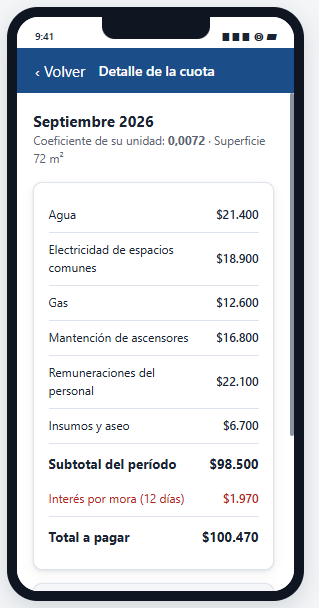 9:41
‹ Volver Detalle de la cuota
Septiembre 2026
Coeficiente de su unidad: 0,0072 · Superficie
72 m²
Agua $21.400
Electricidad de espacios
comunes $18.900
Gas $12.600
Mantención de ascensores $16.800
Remuneraciones del
personal $22.100
Insumos y aseo $6.700
Subtotal del período $98.500
Interés por mora (12 días) $1.970
Total a pagar $100.470